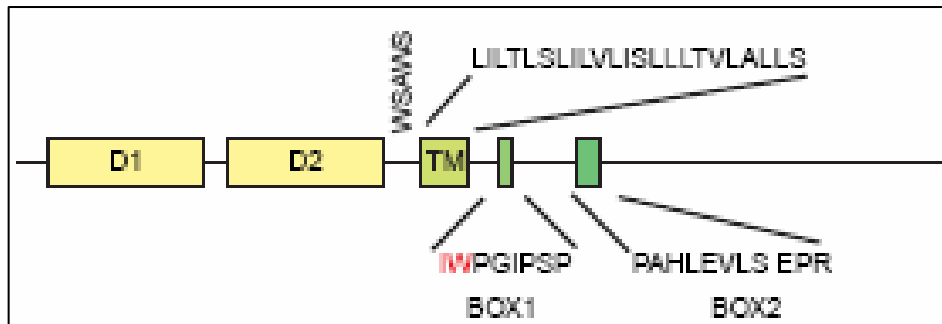 WSAWS
LILTLSLILVLISLLLTVLALLS
D1 D2 TM
IWPGIPSP PAHLEVLS EPR
BOX1 BOX2